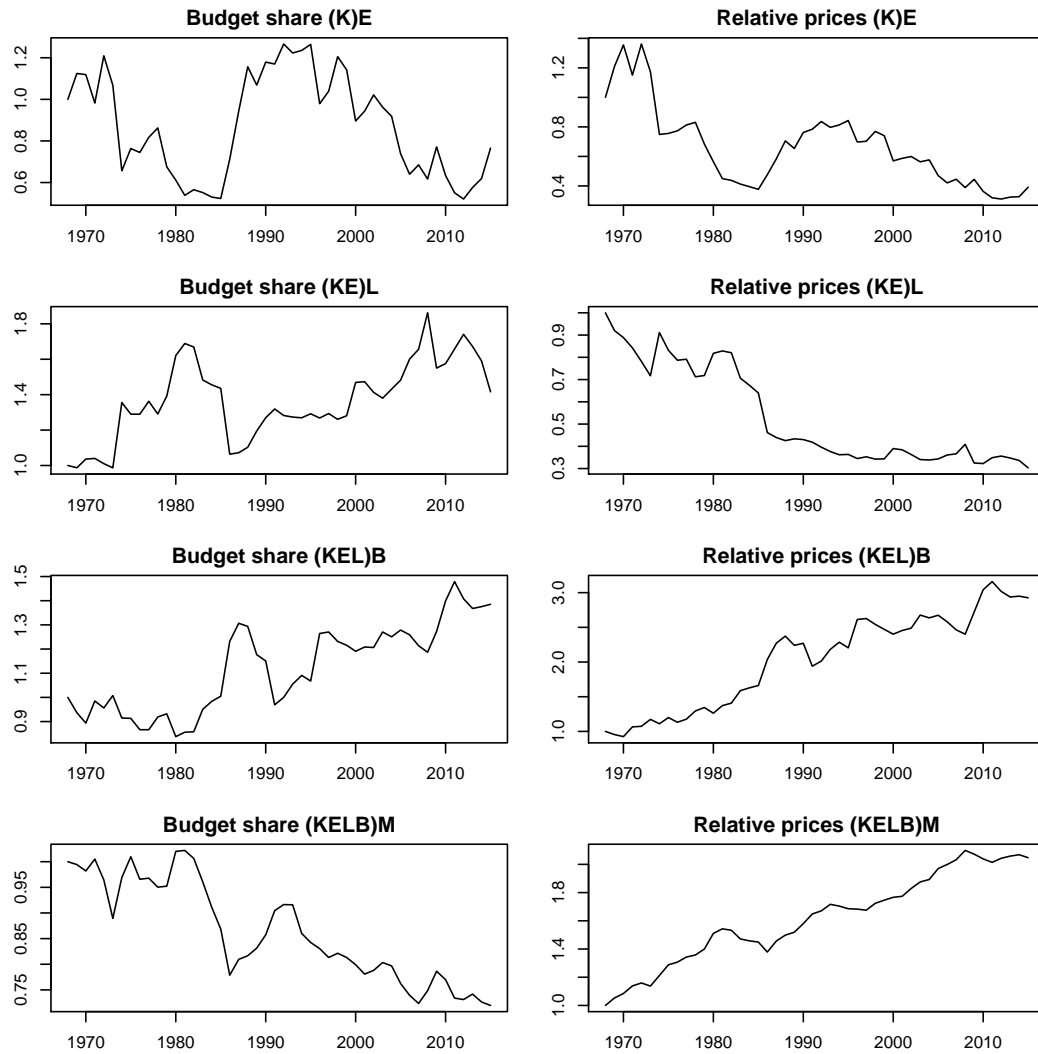 Budget share (K)E
0.6 0.8 1.0 1.2
1970 1980 1990 2000 2010
Relative prices (K)E
0.4 0.8 1.2
1970 1980 1990 2000 2010
Budget share (KE)L
1.0 1.4 1.8
1970 1980 1990 2000 2010
Relative prices (KE)L
0.3 0.5 0.7 0.9
1970 1980 1990 2000 2010
Budget share (KEL)B
0.9 1.1 1.3 1.5
1970 1980 1990 2000 2010
Relative prices (KEL)B
1.0 2.0 3.0
1970 1980 1990 2000 2010
Budget share (KELB)M
0.75 0.85 0.95
1970 1980 1990 2000 2010
Relative prices (KELB)M
1.0 1.4 1.8
1970 1980 1990 2000 2010